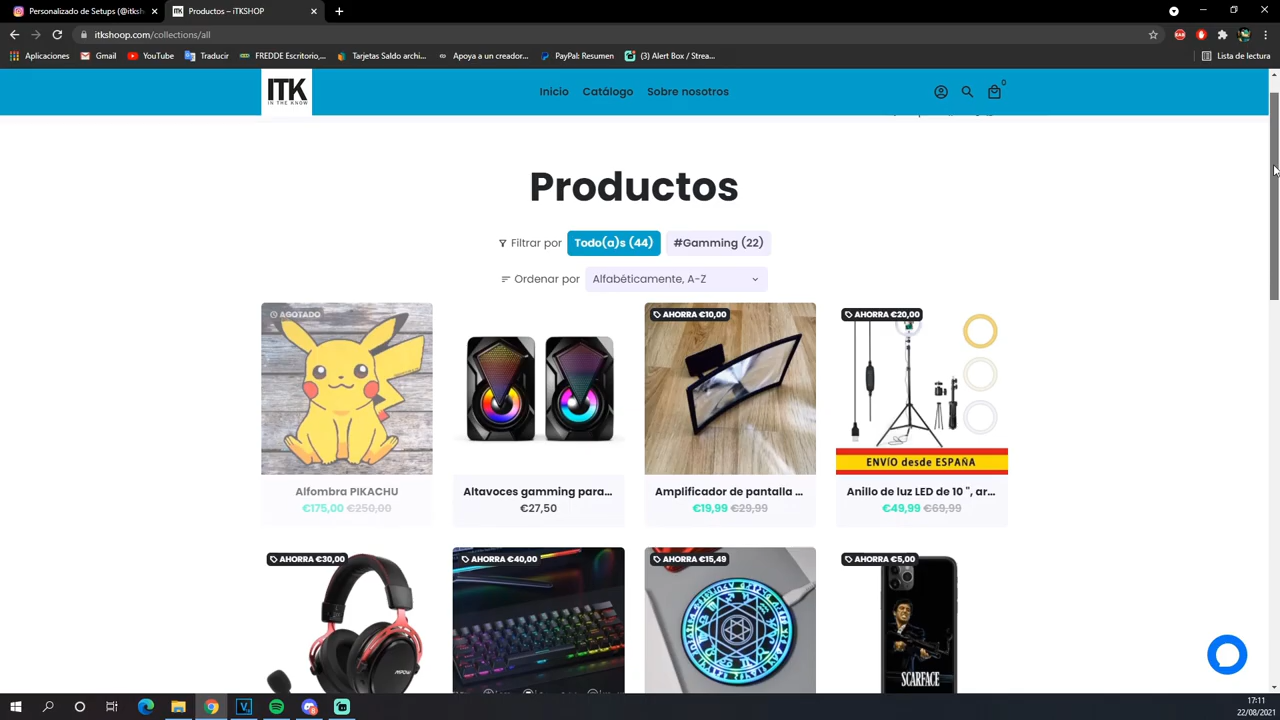 Personalizado de Setups (@itksh
Productos – iTKSHOP
itkshoop.com/collections/all
Aplicaciones
Gmail
YouTube
Traducir
FREDDE Escritorio,...
Tarjetas Saldo archi...
Apoya a un creador...
PayPal: Resumen
(3) Alert Box / Strea...
Lista de lectura
ITK
IN THE KNOW
Inicio
Catálogo
Sobre nosotros
0
Productos
Filtrar por
Todo(a)s (44)
#Gamming (22)
Ordenar por
Alfabéticamente, A-Z
AGOTADO
AHORRA €10,00
AHORRA €20,00
ENVÍO desde ESPAÑA
Alfombra PIKACHU
Altavoces gamming para...
Amplificador de pantalla ...
Anillo de luz LED de 10 ", ar...
€175,00 €250,00
€27,50
€19,99 €29,99
€49,99 €69,99
AHORRA €30,00
AHORRA €40,00
AHORRA €15,49
AHORRA €5,00
MPOW
SCARFACE
17:11
22/08/2021